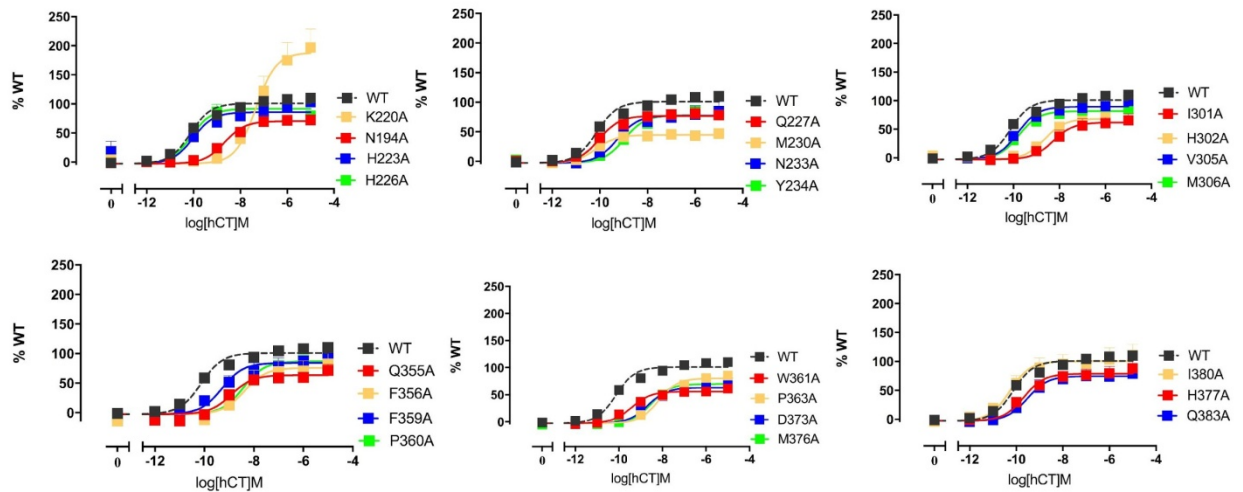 250
200
150
100
50
0
% WT
0
-12
-10
-8
-6
-4
log[hCT]M
WT
K220A
N194A
H223A
H226A
250
200
150
100
50
0
% WT
0
-12
-10
-8
-6
-4
log[hCT]M
WT
Q227A
M230A
N233A
Y234A
250
200
150
100
50
0
% WT
0
-12
-10
-8
-6
-4
log[hCT]M
WT
I301A
H302A
V305A
M306A
250
200
150
100
50
0
% WT
0
-12
-10
-8
-6
-4
log[hCT]M
WT
Q355A
F356A
F359A
P360A
250
200
150
100
50
0
% WT
0
-12
-10
-8
-6
-4
log[hCT]M
WT
W361A
P363A
D373A
M376A
250
200
150
100
50
0
% WT
0
-12
-10
-8
-6
-4
log[hCT]M
WT
I380A
H377A
Q383A